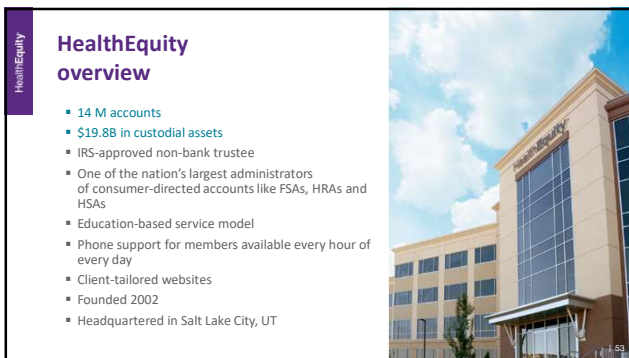 HealthEquity
HealthEquity
overview
▪ 14 M accounts
▪ $19.8B in custodial assets
▪ IRS-approved non-bank trustee
▪ One of the nation's largest administrators
of consumer-directed accounts like FSAs, HRAs and
HSAs
▪ Education-based service model
▪ Phone support for members available every hour of
every day
▪ Client-tailored websites
▪ Founded 2002
▪ Headquartered in Salt Lake City, UT
HealthEquity
| 53